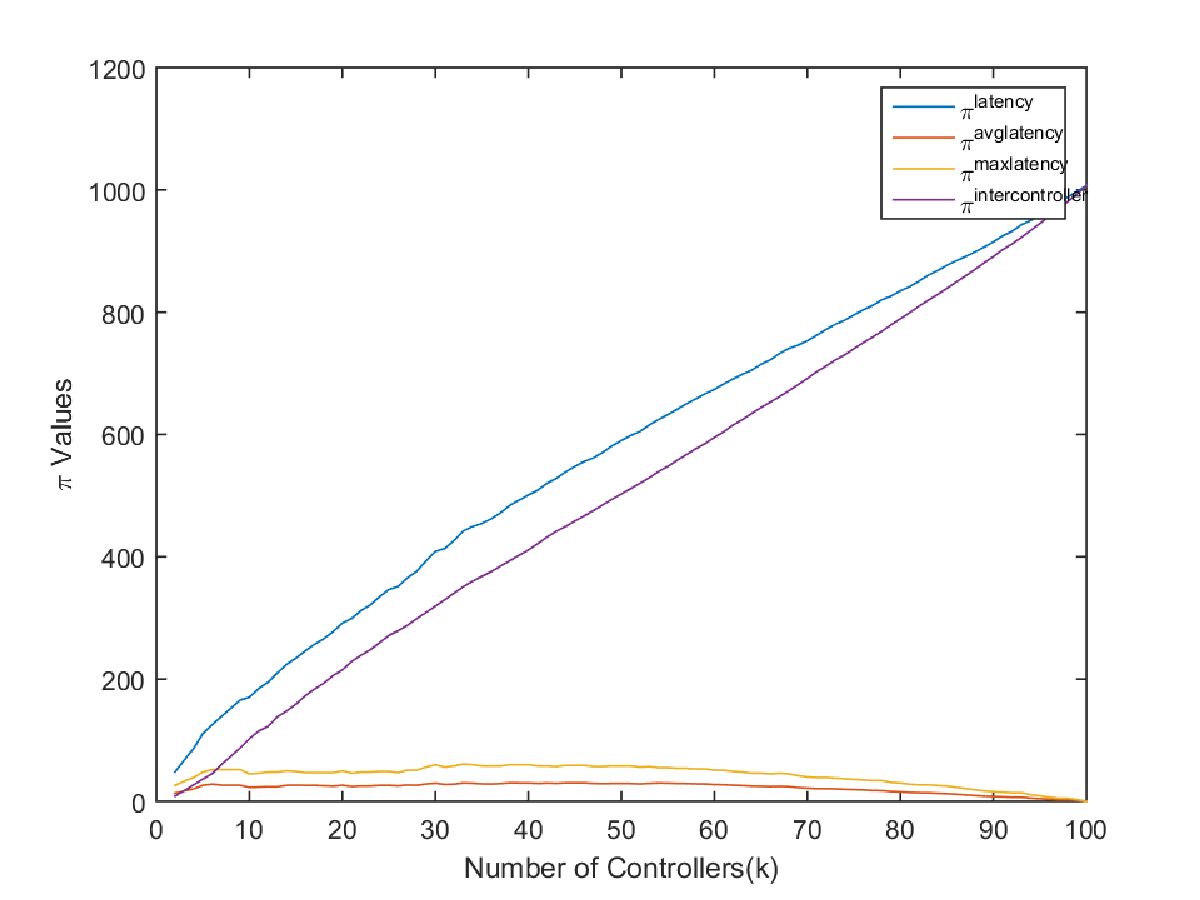 1200
1000
800
600
400
200
0
π Values
π^latency
π^avglatency
π^maxlatency
π^intercontroller
0 10 20 30 40 50 60 70 80 90 100
Number of Controllers(k)